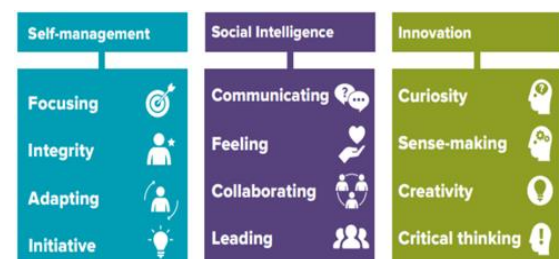 Self-management
Focusing
Integrity
Adapting
Initiative
Social Intelligence
Communicating
Feeling
Collaborating
Leading
Innovation
Curiosity
Sense-making
Creativity
Critical thinking